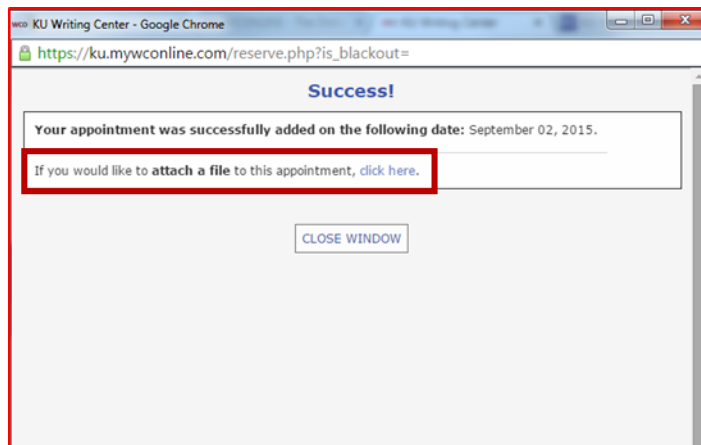 wco KU Writing Center - Google Chrome
https://ku.mywconline.com/reserve.php?is_blackout=
Success!
Your appointment was successfully added on the following date: September 02, 2015.
If you would like to attach a file to this appointment, click here.
CLOSE WINDOW